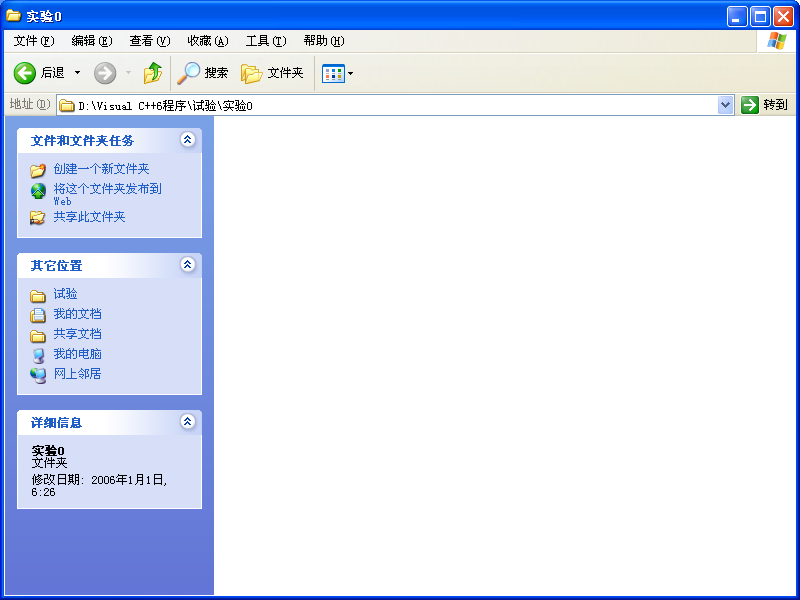 实验0
文件(F) 编辑(E) 查看(V) 收藏(A) 工具(T) 帮助(H)
后退 搜索 文件夹
地址(D) D:\Visual C++6程序\试验\实验0 转到
文件和文件夹任务
创建一个新文件夹
将这个文件夹发布到
Web
共享此文件夹
其它位置
试验
我的文档
共享文档
我的电脑
网上邻居
详细信息
实验0
文件夹
修改日期: 2006年1月1日,
6:26